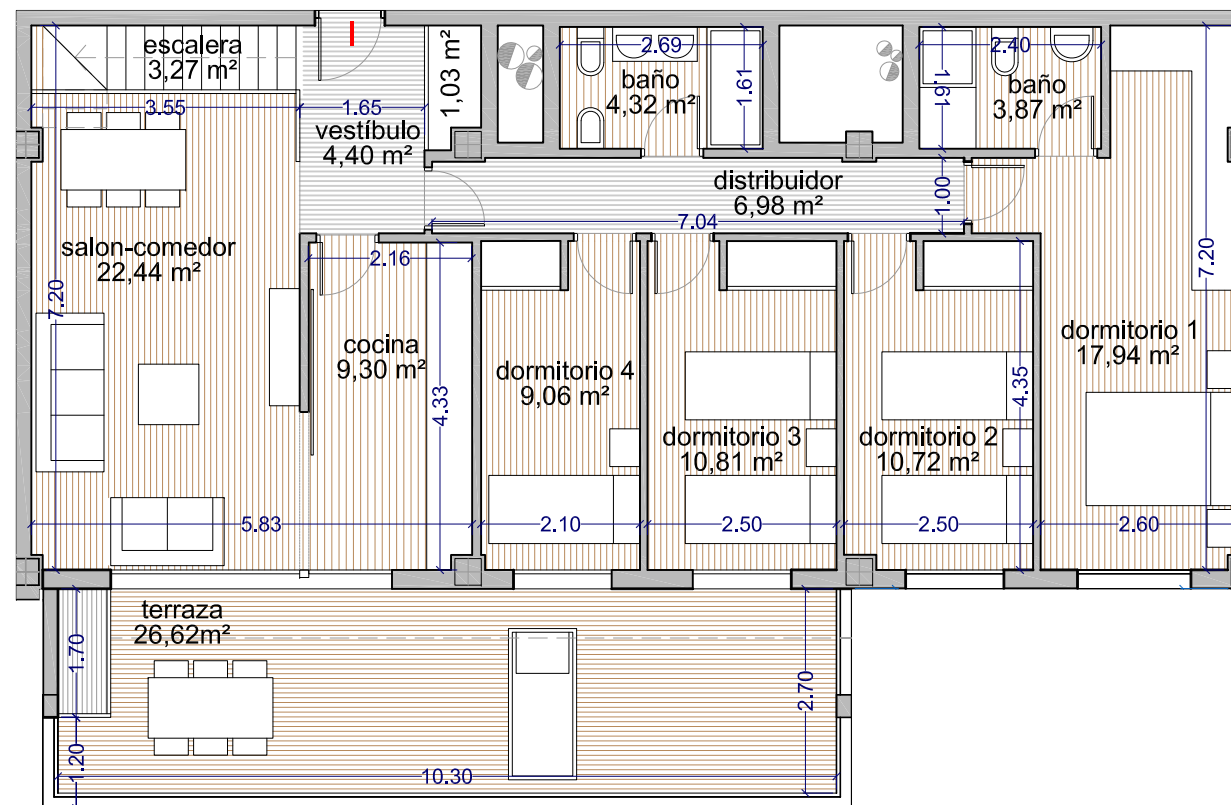 escalera
3,27 m²
3.55
1.65
1,03 m²
vestíbulo
4,40 m²
2.69
baño
4,32 m²
1.61
2.40
baño
3,87 m²
1.61
distribuidor
6,98 m²
7.04
1.00
salon-comedor
22,44 m²
7.20
2.16
cocina
9,30 m²
4.33
dormitorio 4
9,06 m²
dormitorio 3
10,81 m²
dormitorio 2
10,72 m²
4.35
dormitorio 1
17,94 m²
7.20
5.83
2.10
2.50
2.50
2.60
terraza
26,62m²
1.70
2.70
1.20
10.30